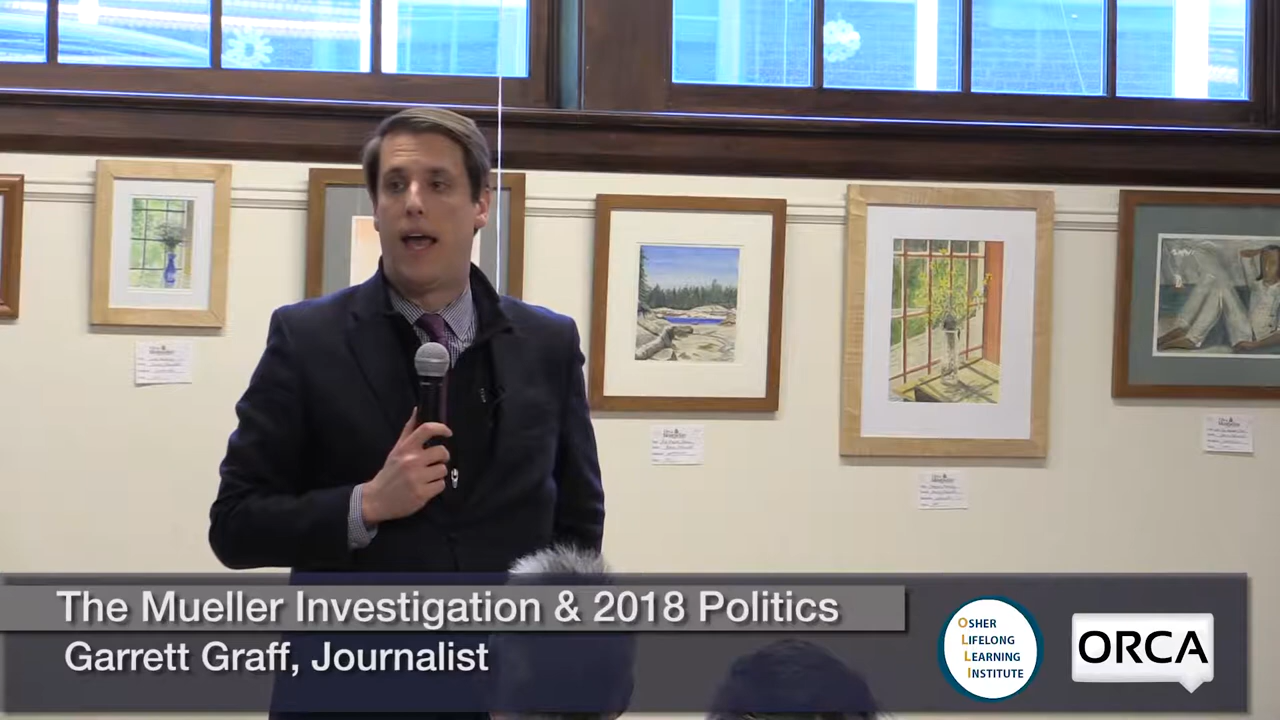 The Mueller Investigation & 2018 Politics
Garrett Graff, Journalist
OSHER
LIFELONG
LEARNING
INSTITUTE
ORCA